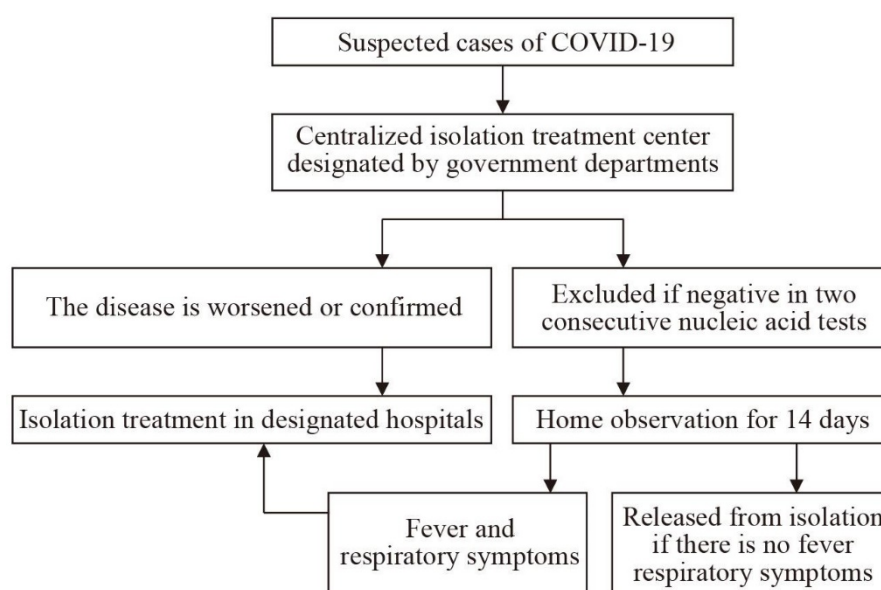 Suspected cases of COVID-19
Centralized isolation treatment center
designated by government departments
The disease is worsened or confirmed
Excluded if negative in two
consecutive nucleic acid tests
Isolation treatment in designated hospitals
Home observation for 14 days
Fever and
respiratory symptoms
Released from isolation
if there is no fever
respiratory symptoms